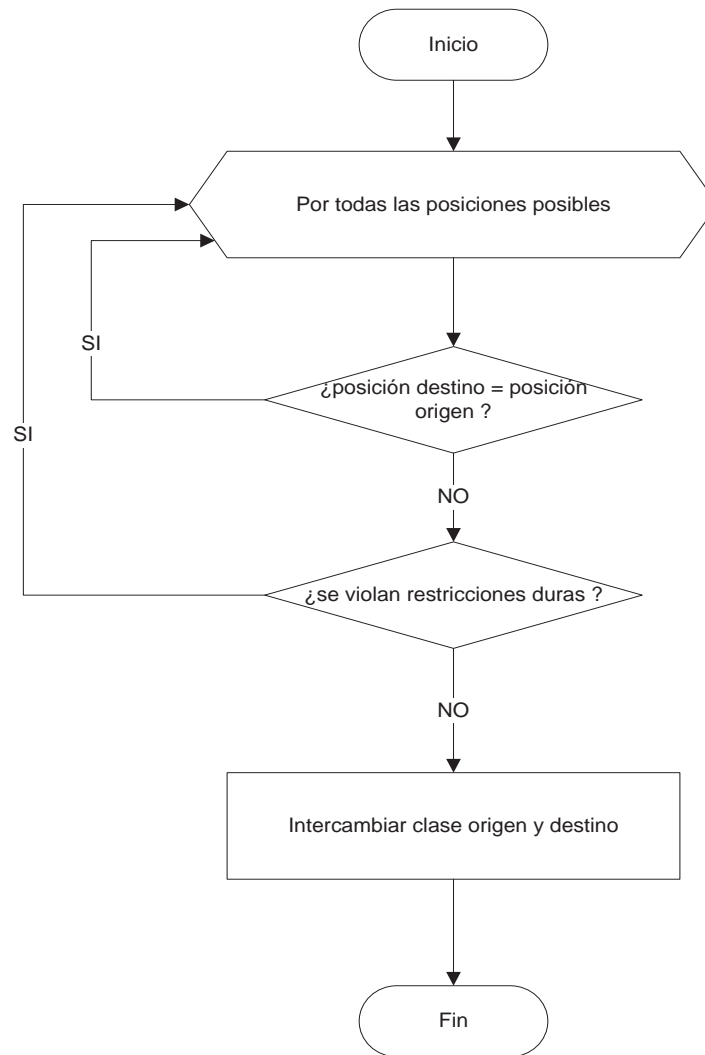 Inicio
Por todas las posiciones posibles
SI
¿posición destino = posición
origen ?
SI
NO
¿se violan restricciones duras ?
NO
Intercambiar clase origen y destino
Fin